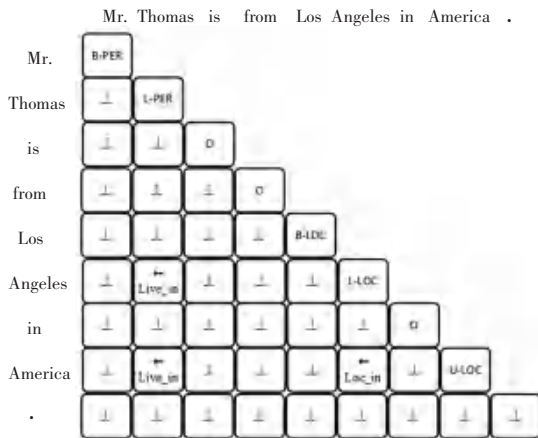 Mr. Thomas is from Los Angeles in America .
Mr. B-PER
Thomas ⊥ L-PER
is ⊥ ⊥ O
from ⊥ ⊥ ⊥ O
Los ⊥ ⊥ ⊥ ⊥ B-LOC
Angeles ⊥ ← Live_in ⊥ ⊥ ⊥ L-LOC
in ⊥ ⊥ ⊥ ⊥ ⊥ ⊥ O
America ⊥ ← Live_in ⊥ ⊥ ⊥ ← Loc_in ⊥ U-LOC
. ⊥ ⊥ ⊥ ⊥ ⊥ ⊥ ⊥ ⊥ ⊥